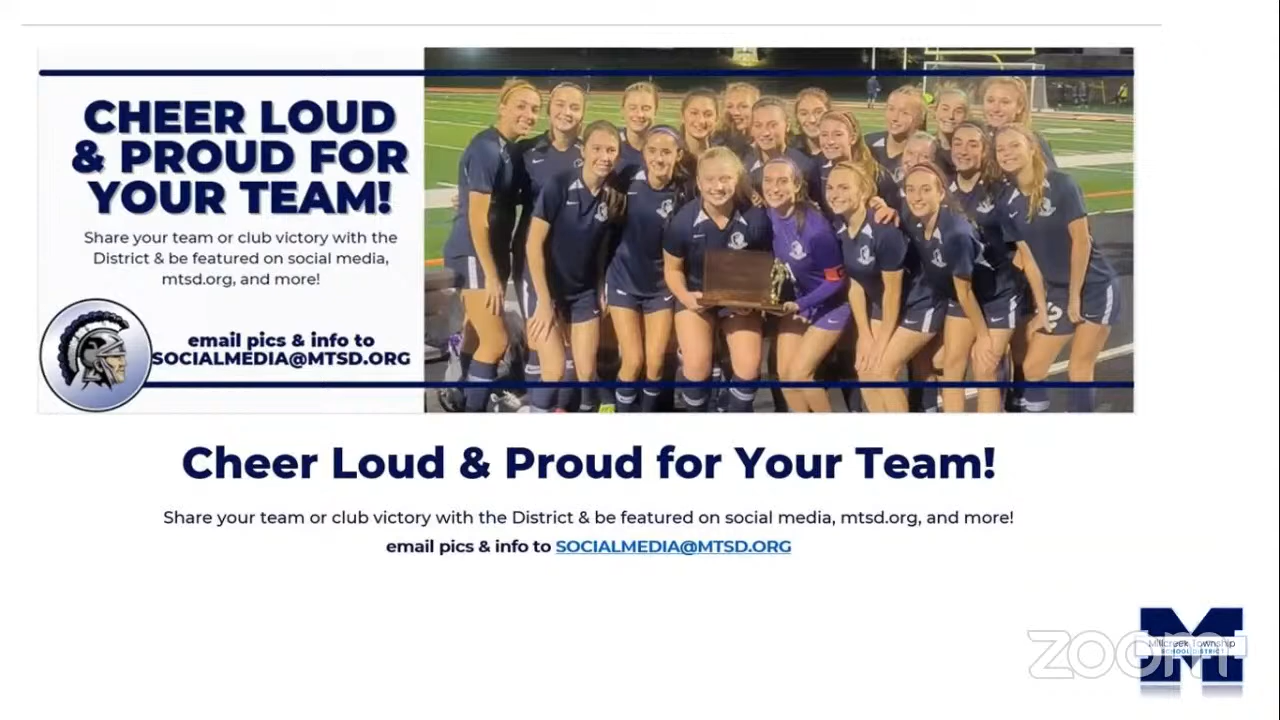 CHEER LOUD
& PROUD FOR
YOUR TEAM!
Share your team or club victory with the
District & be featured on social media,
mtsd.org, and more!
email pics & info to
SOCIALMEDIA@MTSD.ORG
2
Cheer Loud & Proud for Your Team!
Share your team or club victory with the District & be featured on social media, mtsd.org, and more!
email pics & info to SOCIALMEDIA@MTSD.ORG
M
Millcreek Township
SCHOOL DISTRICT
zoom